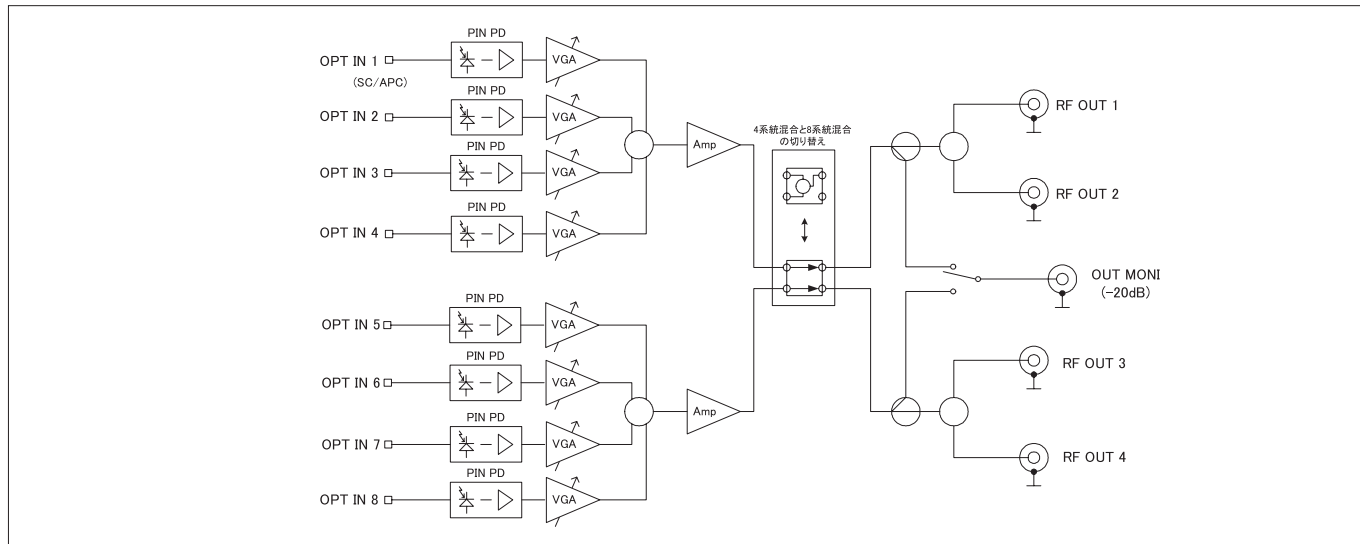 PIN PD
OPT IN 1
(SC/APC)
VGA
PIN PD
OPT IN 2
VGA
PIN PD
OPT IN 3
VGA
PIN PD
OPT IN 4
VGA
Amp
4系統混合と8系統混合
の切り替え
RF OUT 1
RF OUT 2
OUT MONI
(-20dB)
PIN PD
OPT IN 5
VGA
PIN PD
OPT IN 6
VGA
PIN PD
OPT IN 7
VGA
PIN PD
OPT IN 8
VGA
Amp
RF OUT 3
RF OUT 4